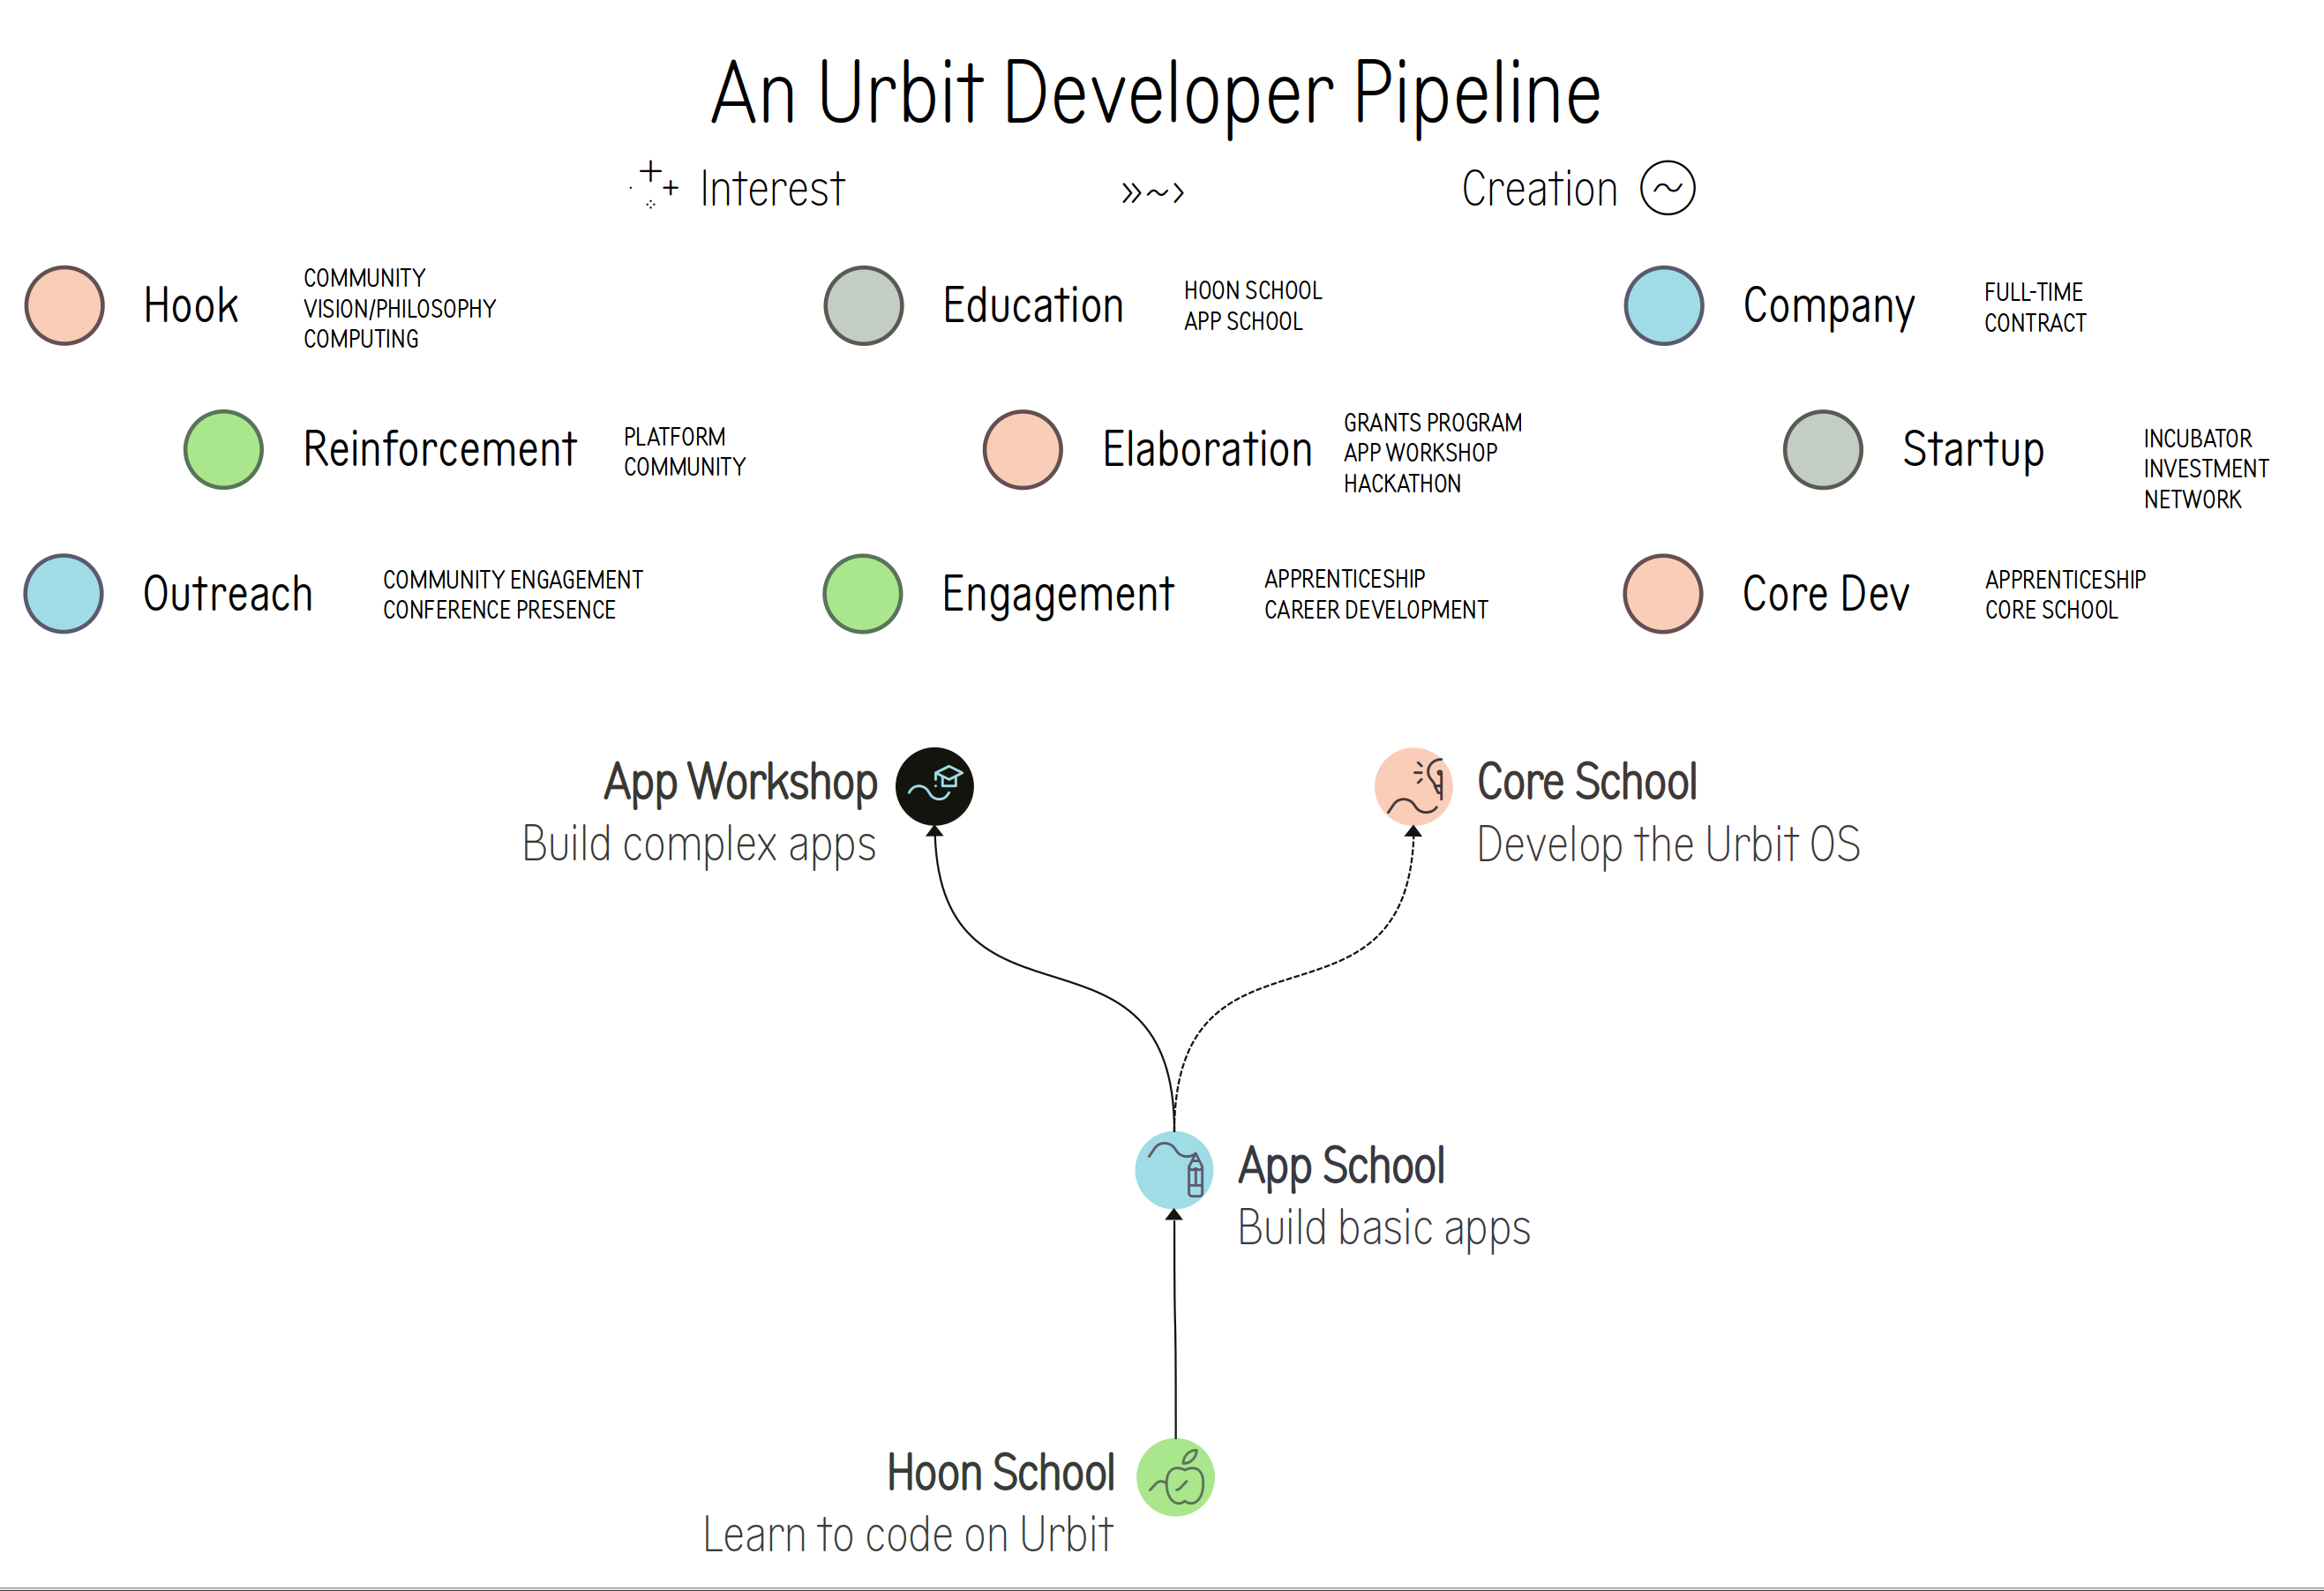 An Urbit Developer Pipeline
Interest
»~›
Creation
~
Hook
COMMUNITY
VISION/PHILOSOPHY
COMPUTING
Education
HOON SCHOOL
APP SCHOOL
Company
FULL-TIME
CONTRACT
Reinforcement
PLATFORM
COMMUNITY
Elaboration
GRANTS PROGRAM
APP WORKSHOP
HACKATHON
Startup
INCUBATOR
INVESTMENT
NETWORK
Outreach
COMMUNITY ENGAGEMENT
CONFERENCE PRESENCE
Engagement
APPRENTICESHIP
CAREER DEVELOPMENT
Core Dev
APPRENTICESHIP
CORE SCHOOL
App Workshop
Build complex apps
Core School
Develop the Urbit OS
App School
Build basic apps
Hoon School
Learn to code on Urbit